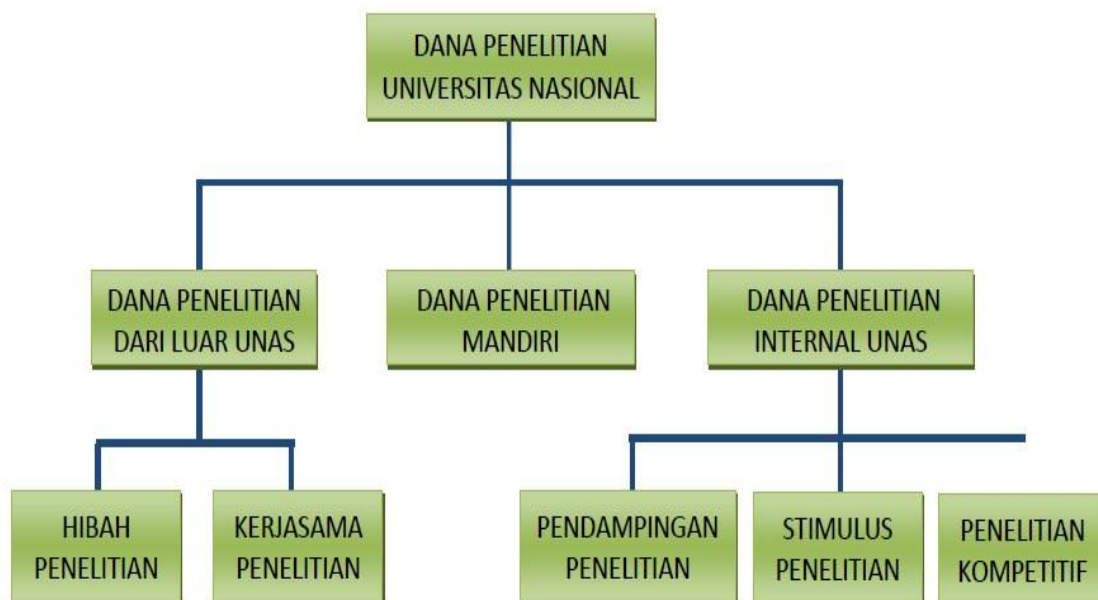 DANA PENELITIAN
UNIVERSITAS NASIONAL
DANA PENELITIAN
DARI LUAR UNAS
DANA PENELITIAN
MANDIRI
DANA PENELITIAN
INTERNAL UNAS
HIBAH
PENELITIAN
KERJASAMA
PENELITIAN
PENDAMPINGAN
PENELITIAN
STIMULUS
PENELITIAN
PENELITIAN
KOMPETITIF